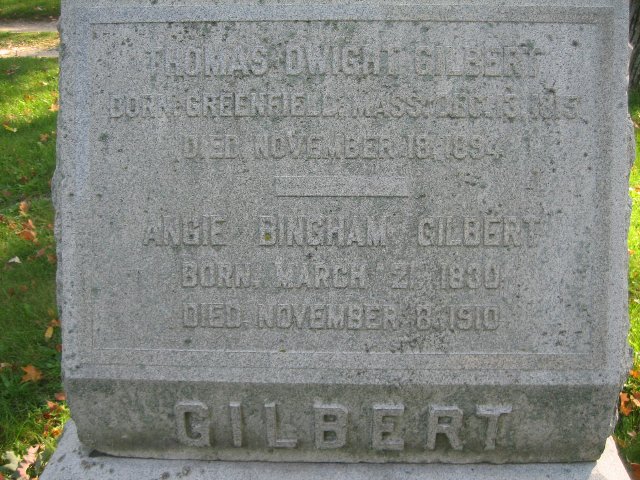 THOMAS DWIGHT GILBERT
BORN. GREENFIELD. MASS. DEC. 13, 1815
DIED. NOVEMBER 18, 1894
ANGIE BINGHAM GILBERT
BORN. MARCH 2. 1830
DIED. NOVEMBER 8. 1910
GILBERT